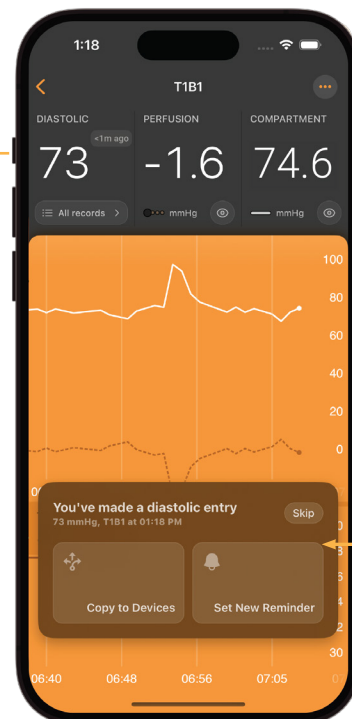 1:18
T1B1
DIASTOLIC PERFUSION COMPARTMENT
<1m ago
73 -1.6 74.6
All records mmHg mmHg
100
80
60
40
20
0
You've made a diastolic entry
73 mmHg, T1B1 at 01:18 PM
Skip
Copy to Devices
Set New Reminder
30
06:40 06:48 06:56 07:05